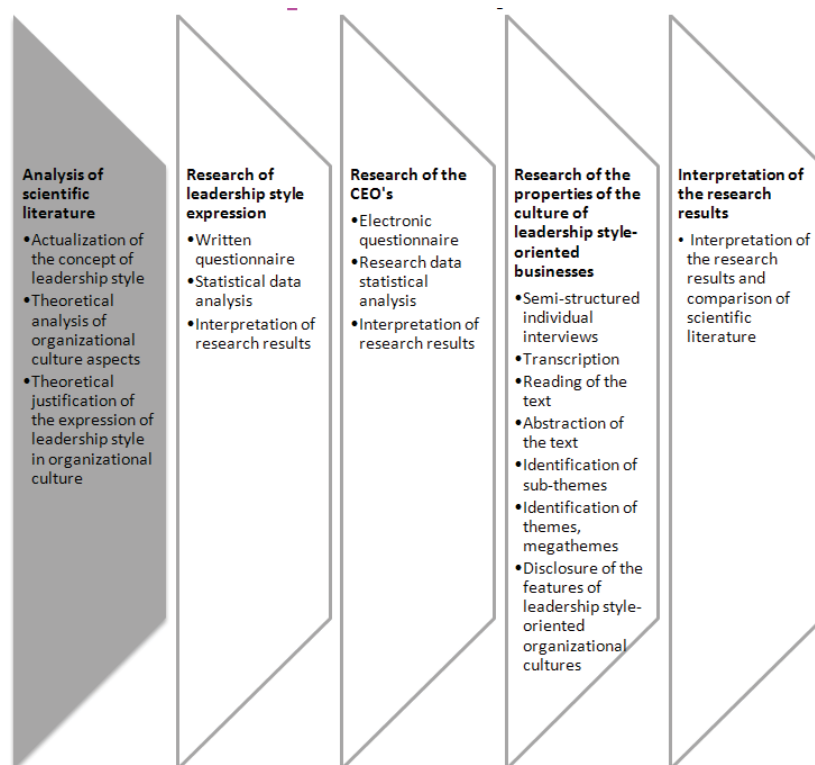 Analysis of
scientific
literature
•Actualization of
the concept of
leadership style
•Theoretical
analysis of
organizational
culture aspects
•Theoretical
justification of
the expression of
leadership style
in organizational
culture
Research of
leadership style
expression
•Written
questionnaire
•Statistical data
analysis
•Interpretation of
research results
Research of the
CEO's
•Electronic
questionnaire
•Research data
statistical
analysis
•Interpretation of
research results
Research of the
properties of the
culture of
leadership style-
oriented
businesses
•Semi-structured
individual
interviews
•Transcription
•Reading of the
text
•Abstraction of
the text
•Identification of
sub-themes
•Identification of
themes,
megathemes
•Disclosure of the
features of
leadership style-
oriented
organizational
cultures
Interpretation of
the research
results
• Interpretation of
the research
results and
comparison of
scientific
literature